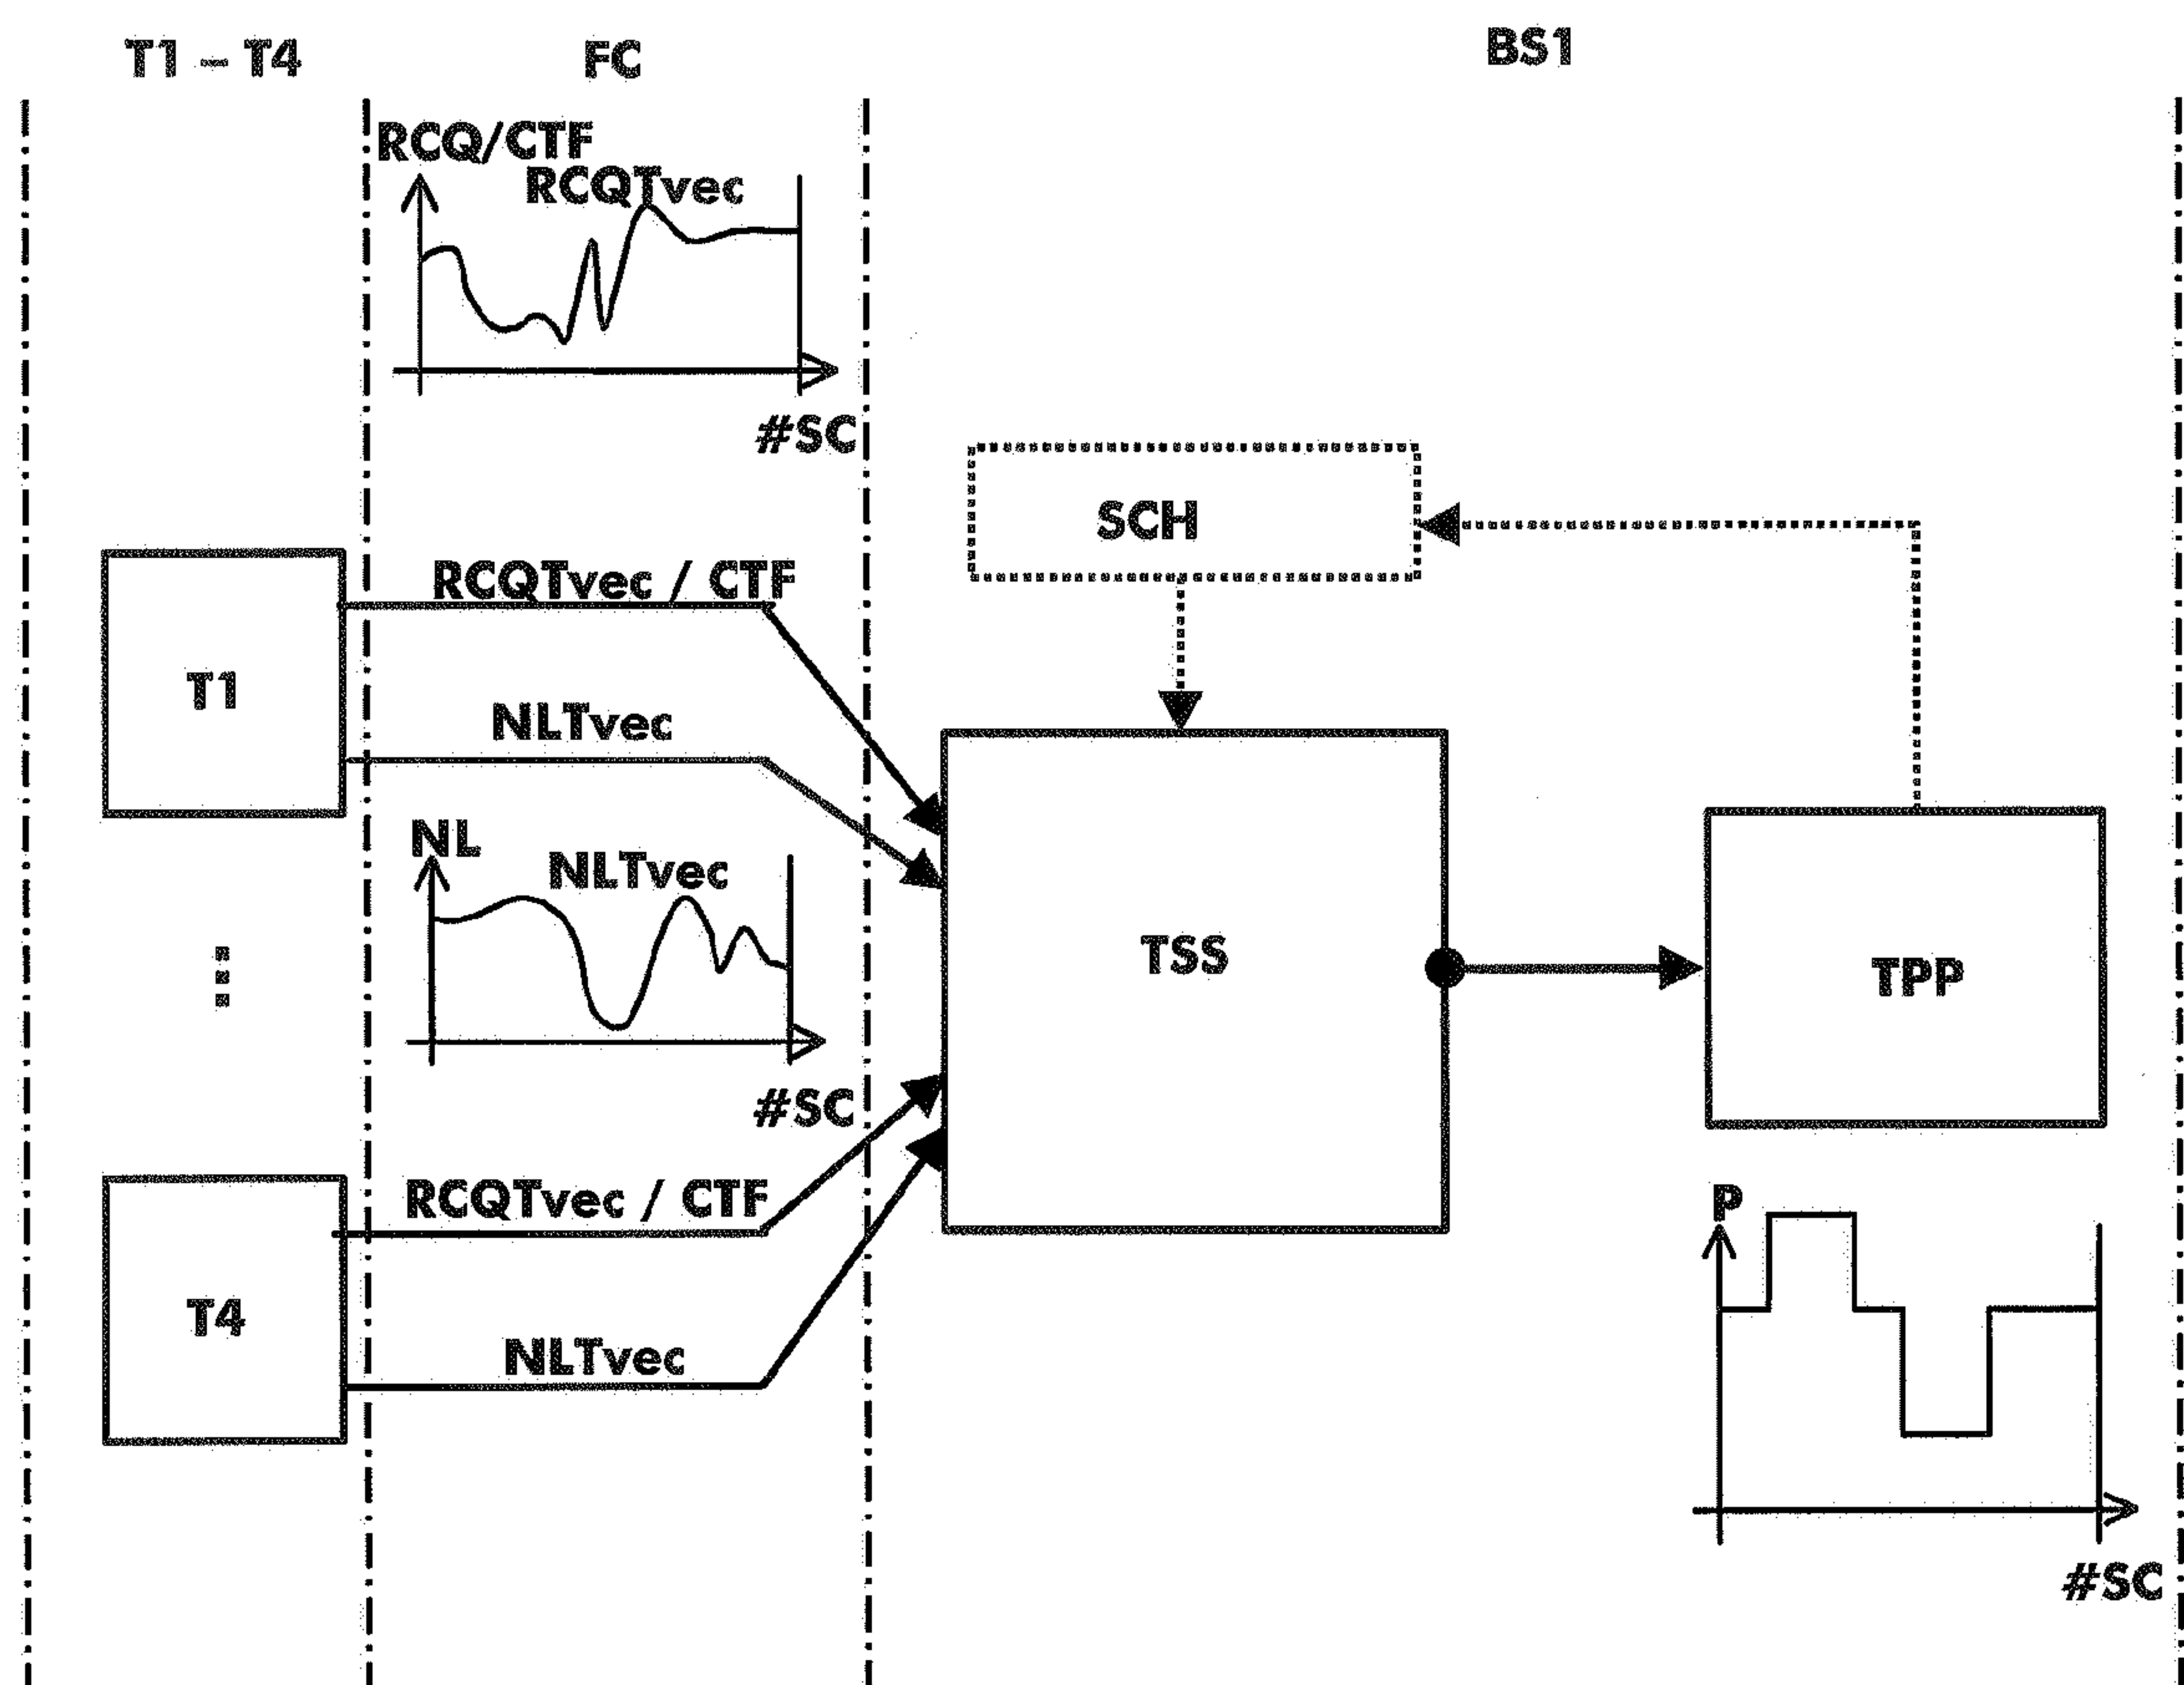 T1 – T4
FC
BS1
RCQ/CTF
RCQTvec
#SC
SCH
RCQTvec / CTF
T1
NLTvec
NL
NLTvec
TSS
TPP
#SC
RCQTvec / CTF
P
T4
NLTvec
#SC